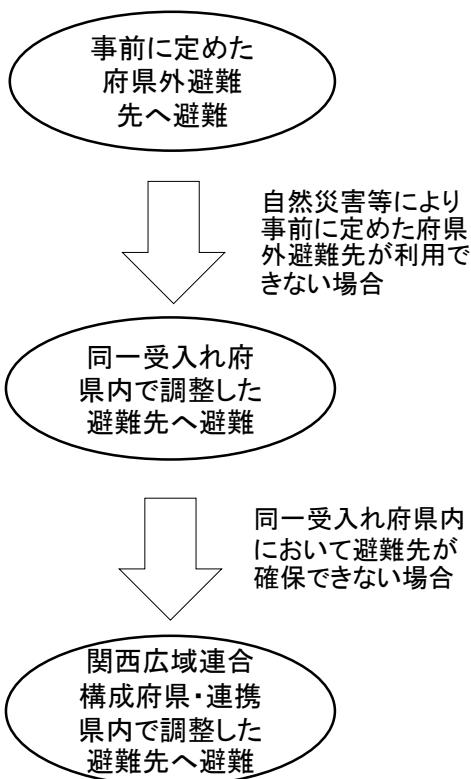 事前に定めた
府県外避難
先へ避難
自然災害等により
事前に定めた府県
外避難先が利用で
きない場合
同一受入れ府
県内で調整した
避難先へ避難
同一受入れ府県内
において避難先が
確保できない場合
関西広域連合
構成府県・連携
県内で調整した
避難先へ避難